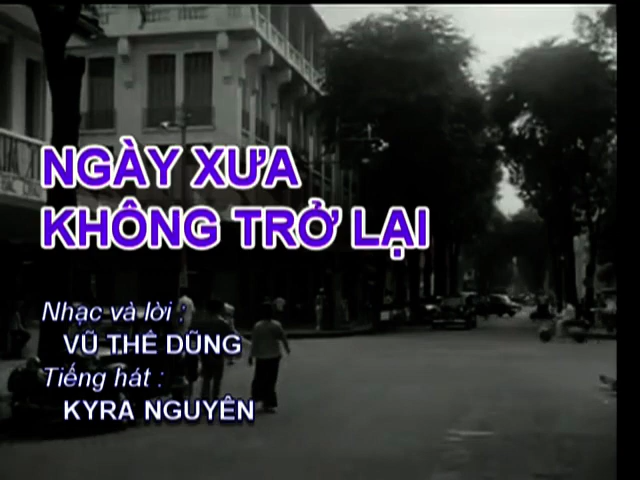 NGÀY XƯA
KHÔNG TRỞ LẠI
Nhạc và lời :
VŨ THẾ DŨNG
Tiếng hát :
KYRA NGUYÊN